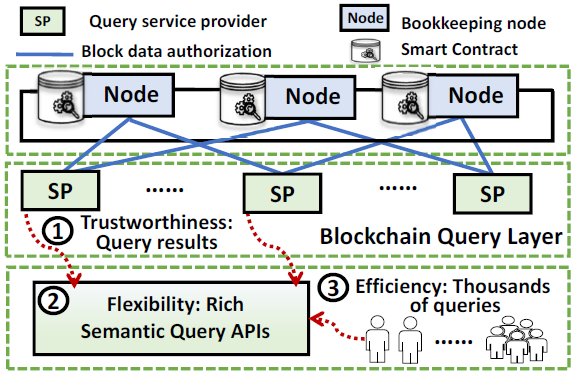 SP
Query service provider
Node
Bookkeeping node
Block data authorization
Smart Contract
Node
Node
Node
SP
......
SP
......
SP
1
Trustworthiness:
Query results
Blockchain Query Layer
2
Flexibility: Rich
Semantic Query APIs
3
Efficiency: Thousands
of queries
......